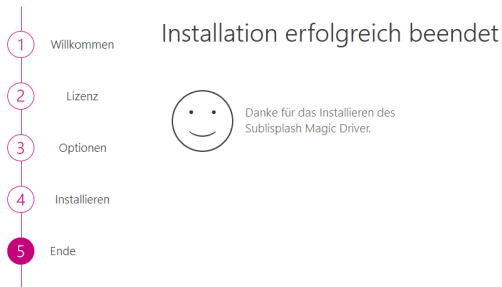 Installation erfolgreich beendet
1 Willkommen
2 Lizenz
3 Optionen
4 Installieren
5 Ende
Danke für das Installieren des
Sublisplash Magic Driver.